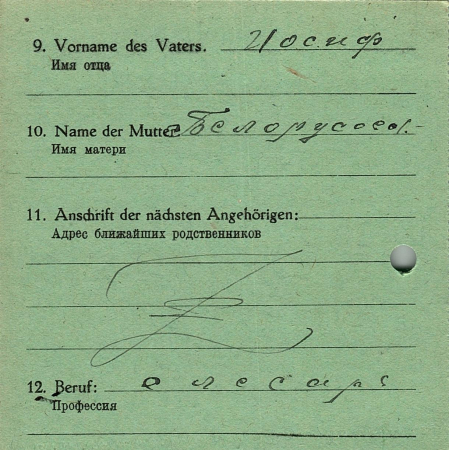 9. Vorname des Vaters. Иосиф
Имя отца
10. Name der Mutter
Имя матери
11. Anschrift der nächsten Angehörigen:
Адрес ближайших родственников
12. Beruf: слесарь
Профессия